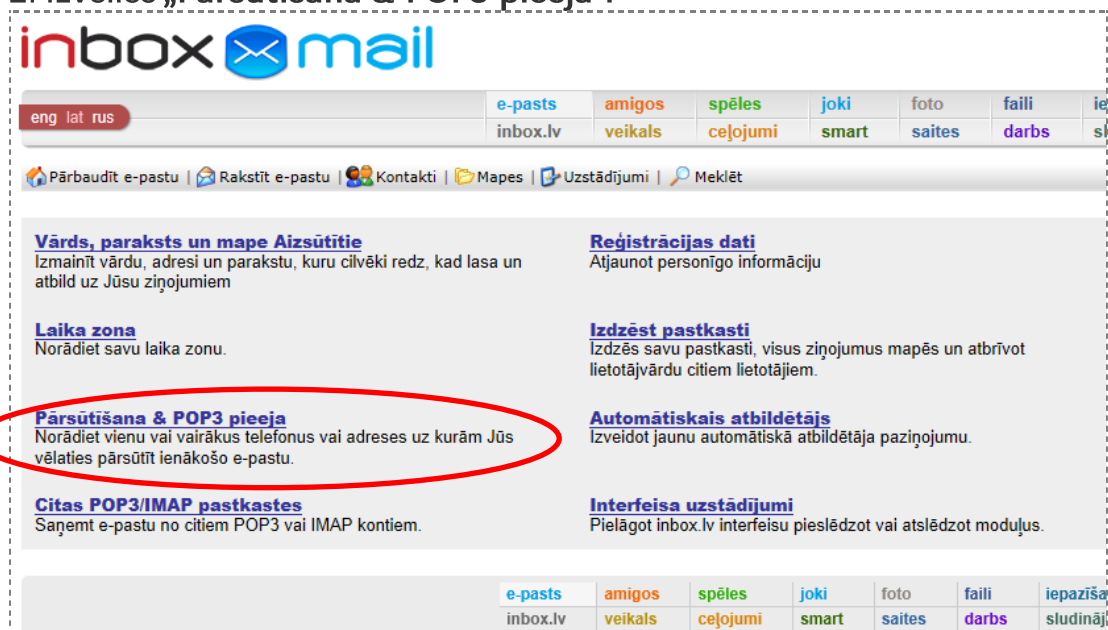 2. Izvēlies „Pārsūtīšana & POP3 pieeja".
inbox mail
eng lat rus
e-pasts amigos spēles joki foto faili
inbox.lv veikals ceļojumi smart saites darbs
Pārbaudīt e-pastu | Rakstīt e-pastu | Kontakti | Mapes | Uzstādījumi | Meklēt
Vārds, paraksts un mape Aizsūtītie
Izmainīt vārdu, adresi un parakstu, kuru cilvēki redz, kad lasa un
atbild uz Jūsu ziņojumiem
Reģistrācijas dati
Atjaunot personīgo informāciju
Laika zona
Norādiet savu laika zonu.
Izdzēst pastkasti
Izdzēs savu pastkasti, visus ziņojumus mapēs un atbrīvot
lietotājvārdu citiem lietotājiem.
Pārsūtīšana & POP3 pieeja
Norādiet vienu vai vairākus telefonus vai adreses uz kurām Jūs
vēlaties pārsūtīt ienākošo e-pastu.
Automātiskais atbildētājs
Izveidot jaunu automātiskā atbildētāja paziņojumu.
Citas POP3/IMAP pastkastes
Saņemt e-pastu no citiem POP3 vai IMAP kontiem.
Interfeisa uzstādījumi
Pielāgot inbox.lv interfeisu pieslēdzot vai atslēdzot moduļus.
e-pasts amigos spēles joki foto faili iepazīša
inbox.lv veikals ceļojumi smart saites darbs sludināj